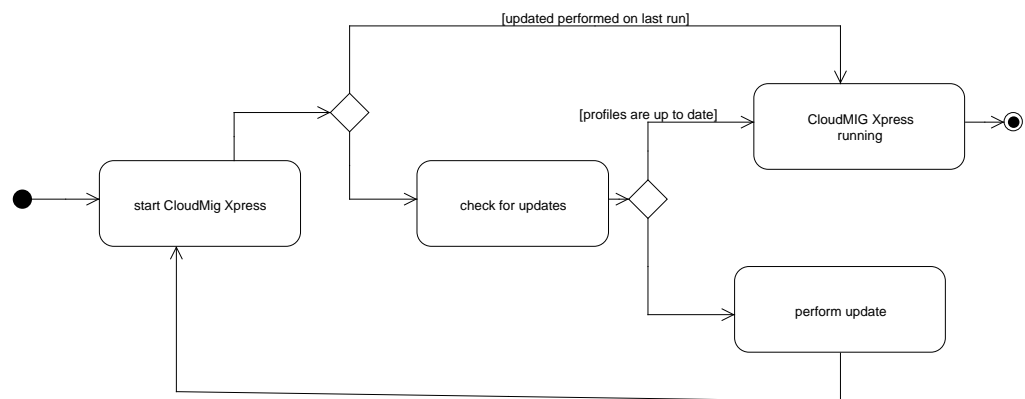 [updated performed on last run]
[profiles are up to date]
CloudMIG Xpress
running
start CloudMig Xpress
check for updates
perform update